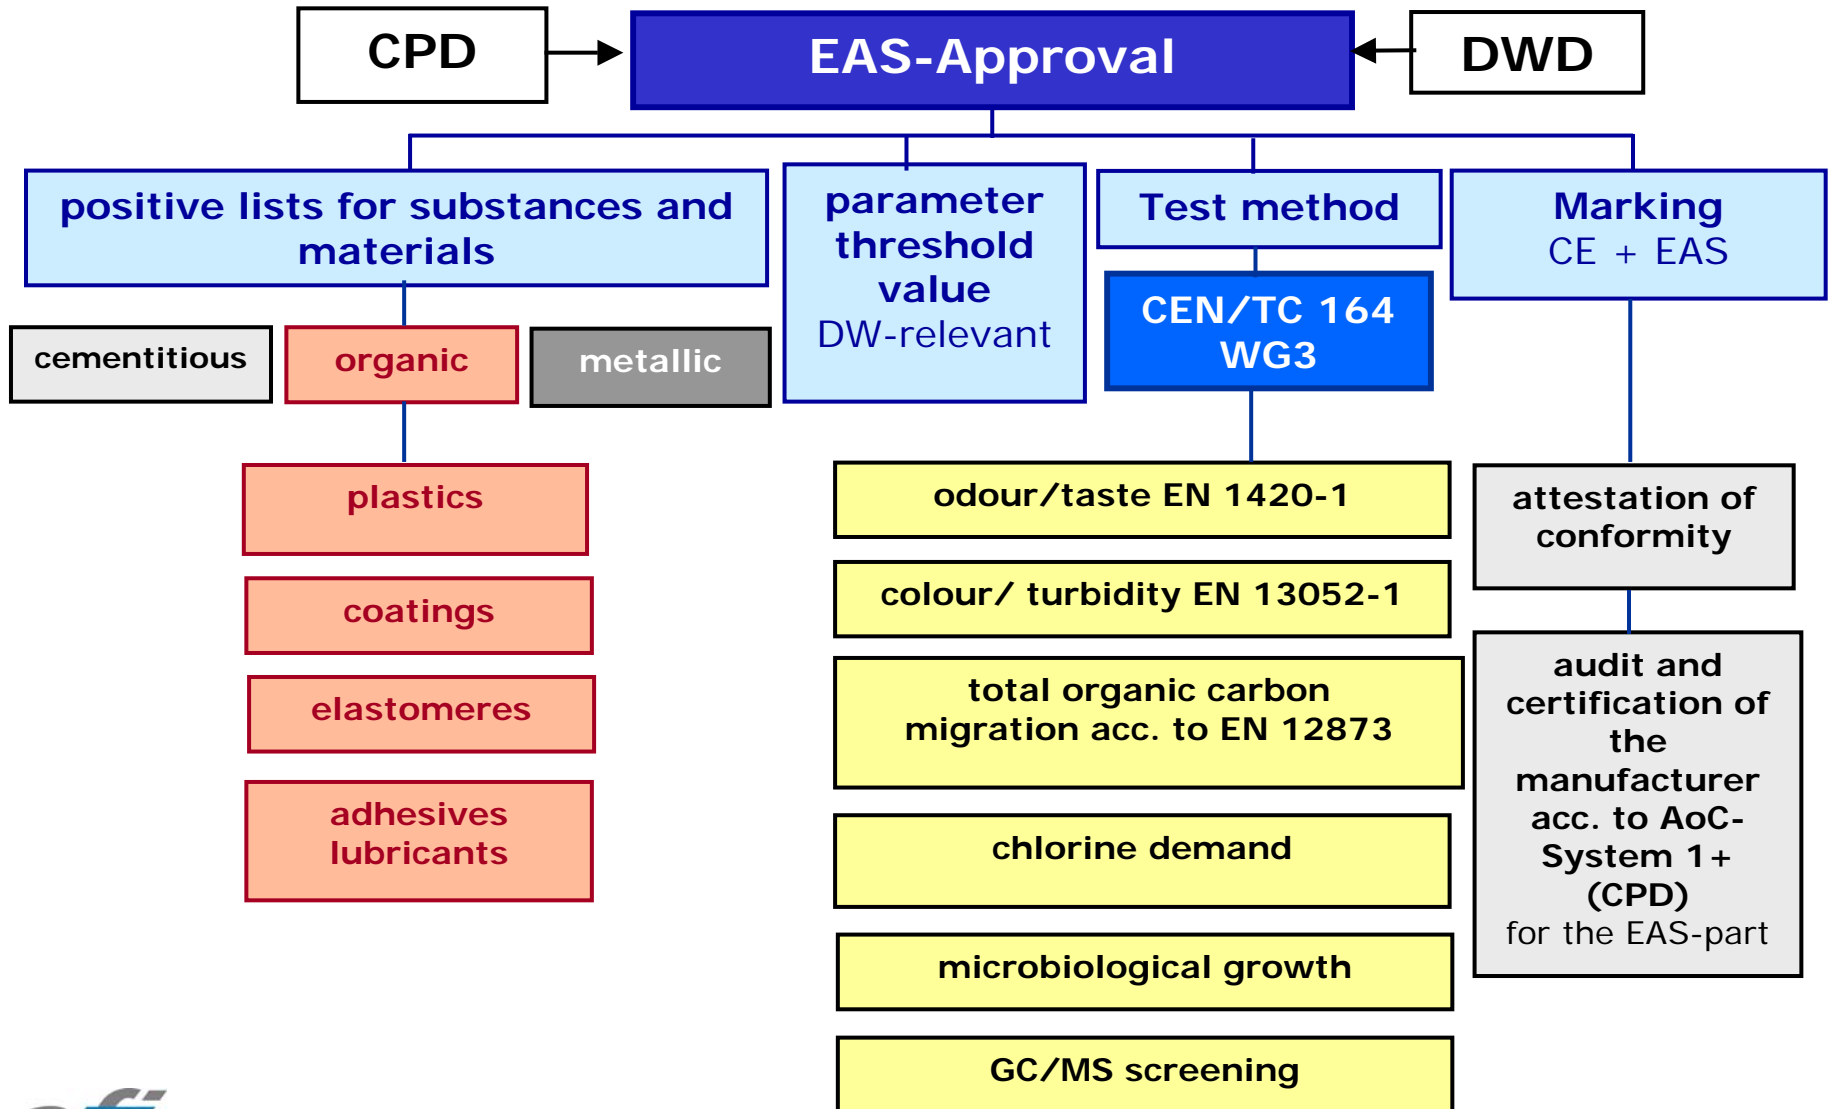 CPD
EAS-Approval
DWD
positive lists for substances and
materials
parameter
threshold
value
DW-relevant
Test method
Marking
CE + EAS
cementitious
organic
metallic
CEN/TC 164
WG3
plastics
coatings
elastomeres
adhesives
lubricants
odour/taste EN 1420-1
colour/ turbidity EN 13052-1
total organic carbon
migration acc. to EN 12873
chlorine demand
microbiological growth
GC/MS screening
attestation of
conformity
audit and
certification of
the
manufacturer
acc. to AoC-
System 1+
(CPD)
for the EAS-part